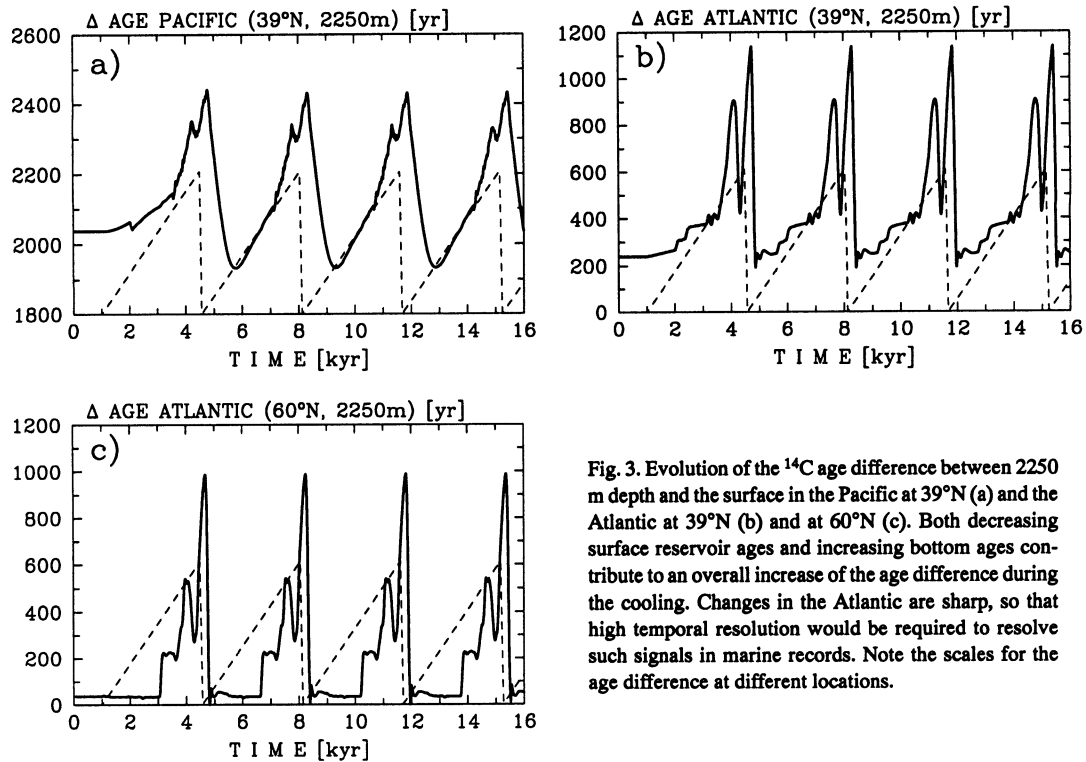 Δ AGE PACIFIC (39°N, 2250m) [yr]
a)
2600
2400
2200
2000
1800
0 2 4 6 8 10 12 14 16
T I M E [kyr]
Δ AGE ATLANTIC (39°N, 2250m) [yr]
b)
1200
1000
800
600
400
200
0
0 2 4 6 8 10 12 14 16
T I M E [kyr]
Δ AGE ATLANTIC (60°N, 2250m) [yr]
c)
1200
1000
800
600
400
200
0
0 2 4 6 8 10 12 14 16
T I M E [kyr]
Fig. 3. Evolution of the ¹⁴C age difference between 2250
m depth and the surface in the Pacific at 39°N (a) and the
Atlantic at 39°N (b) and at 60°N (c). Both decreasing
surface reservoir ages and increasing bottom ages con-
tribute to an overall increase of the age difference during
the cooling. Changes in the Atlantic are sharp, so that
high temporal resolution would be required to resolve
such signals in marine records. Note the scales for the
age difference at different locations.